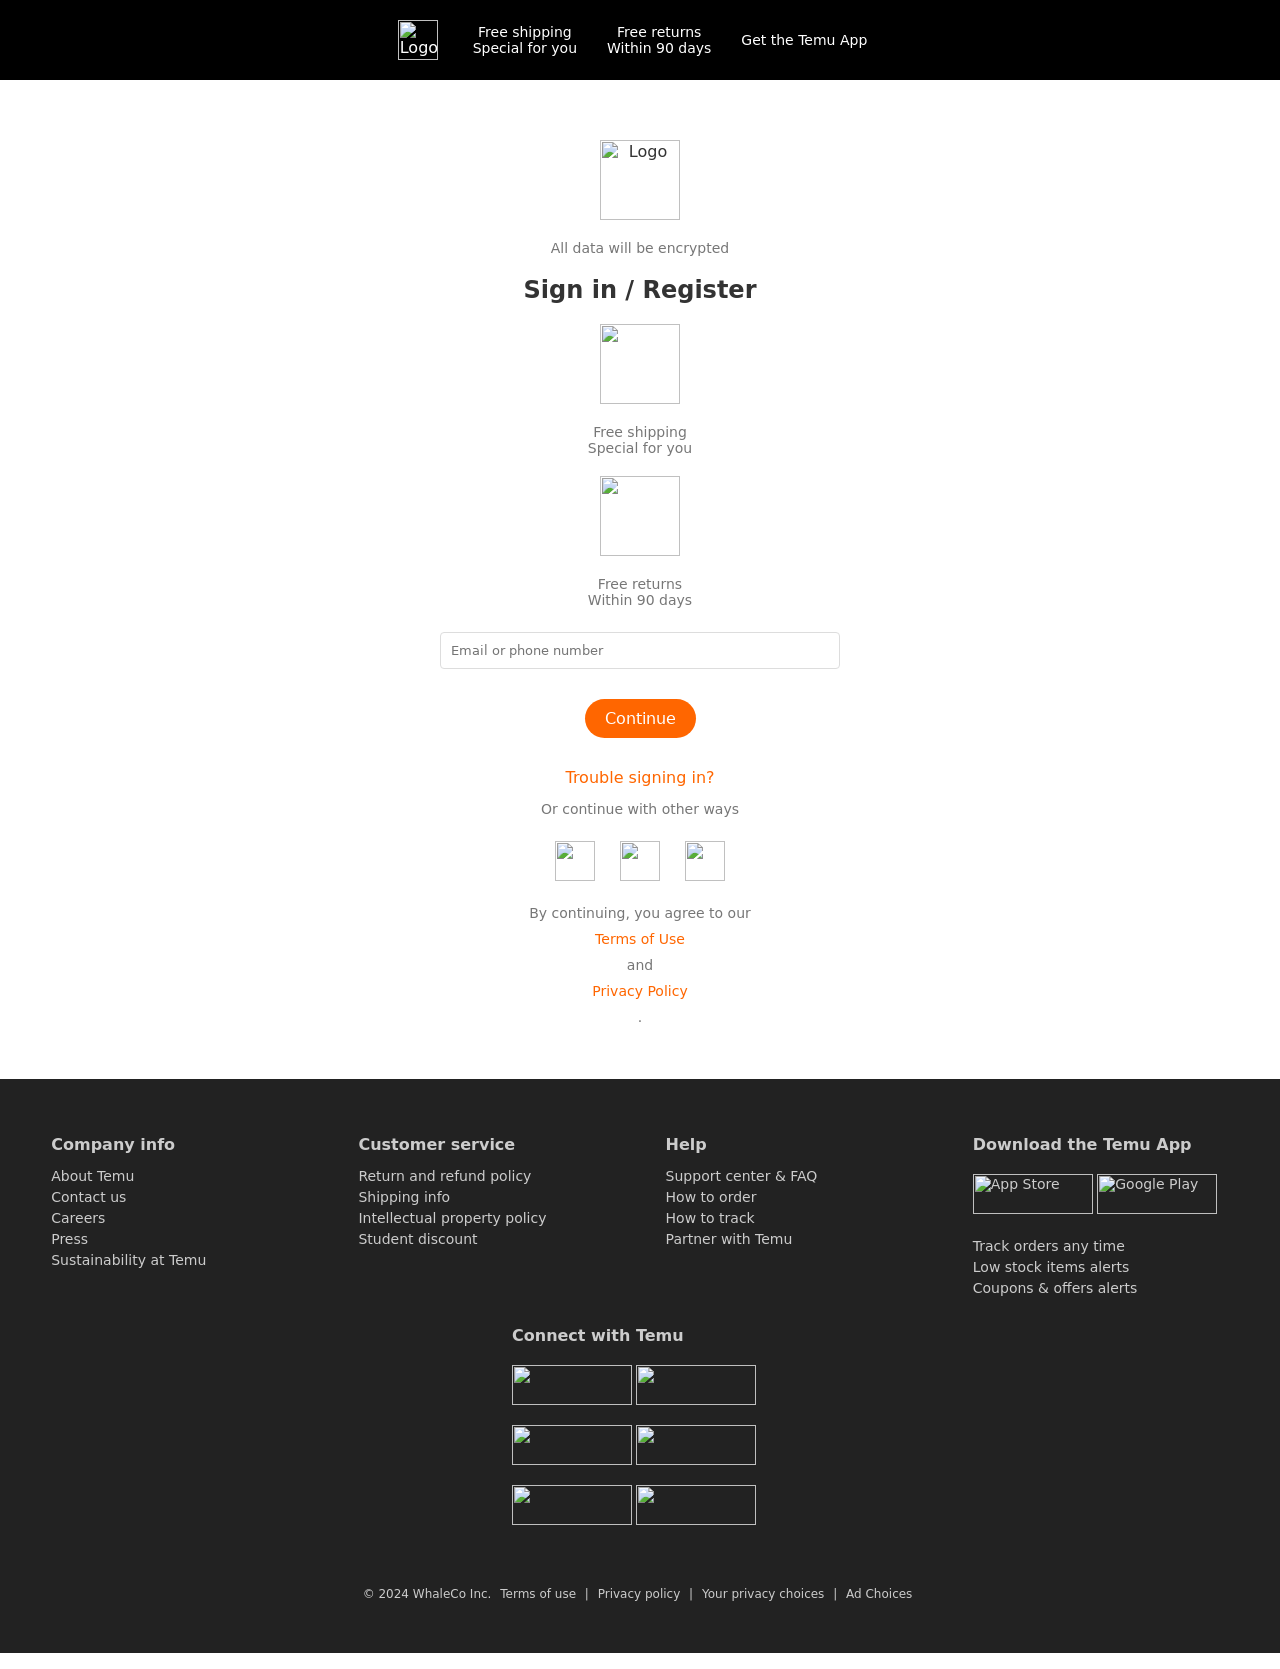 Logo
Free shipping
Special for you
Free returns
Within 90 days
Get the Temu App
Logo
All data will be encrypted
Sign in / Register
Free shipping
Special for you
Free returns
Within 90 days
Email or phone number
Continue
Trouble signing in?
Or continue with other ways
By continuing, you agree to our
Terms of Use
and
Privacy Policy
.
Company info
About Temu
Contact us
Careers
Press
Sustainability at Temu
Customer service
Return and refund policy
Shipping info
Intellectual property policy
Student discount
Help
Support center & FAQ
How to order
How to track
Partner with Temu
Download the Temu App
App Store Google Play
Track orders any time
Low stock items alerts
Coupons & offers alerts
Connect with Temu
© 2024 WhaleCo Inc. Terms of use | Privacy policy | Your privacy choices | Ad Choices